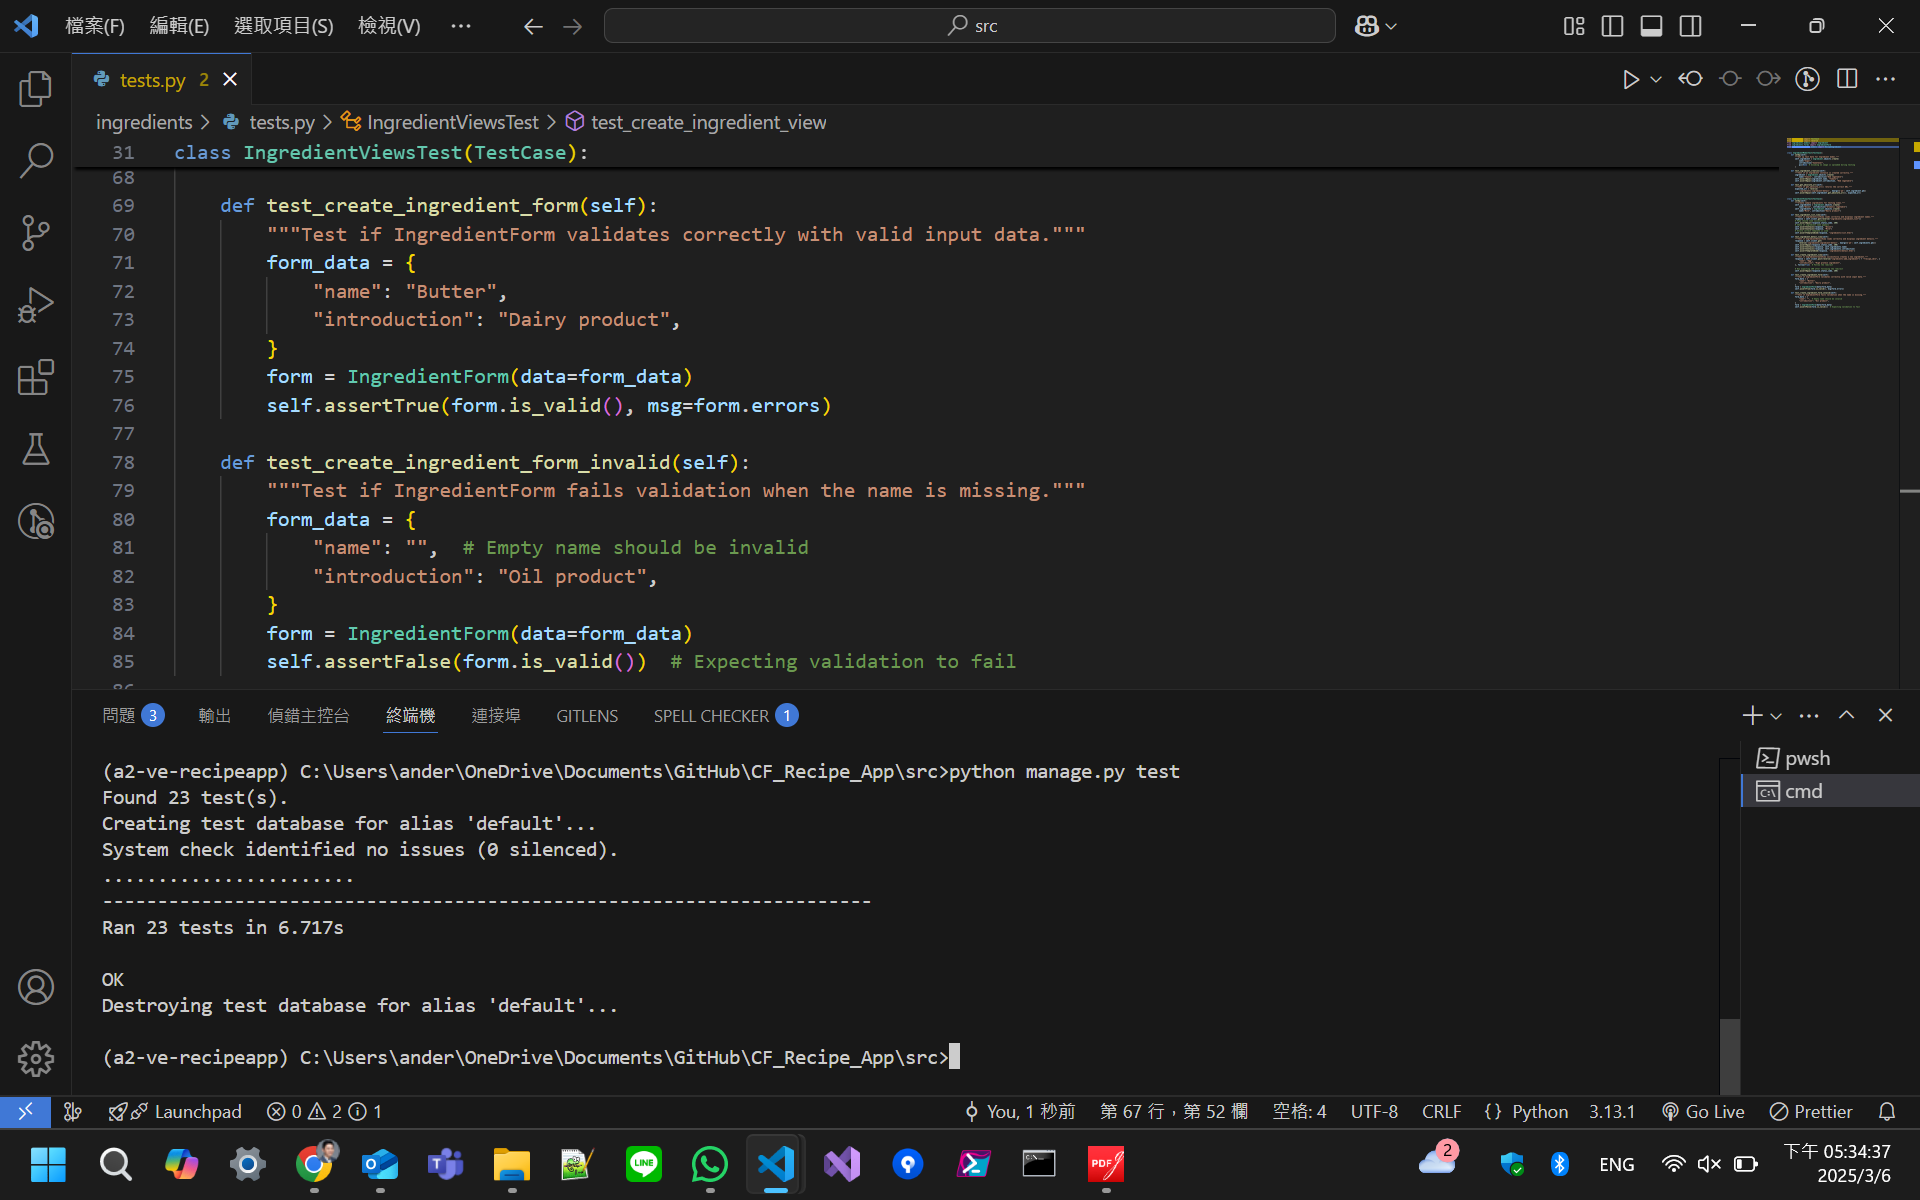 檔案(F) 編輯(E) 選取項目(S) 檢視(V) ··· src
tests.py 2
ingredients > tests.py > IngredientViewsTest > test_create_ingredient_view
31 class IngredientViewsTest(TestCase):
68
69 def test_create_ingredient_form(self):
70 """Test if IngredientForm validates correctly with valid input data."""
71 form_data = {
72 "name": "Butter",
73 "introduction": "Dairy product",
74 }
75 form = IngredientForm(data=form_data)
76 self.assertTrue(form.is_valid(), msg=form.errors)
77
78 def test_create_ingredient_form_invalid(self):
79 """Test if IngredientForm fails validation when the name is missing."""
80 form_data = {
81 "name": "", # Empty name should be invalid
82 "introduction": "Oil product",
83 }
84 form = IngredientForm(data=form_data)
85 self.assertFalse(form.is_valid()) # Expecting validation to fail
問題 3 輸出 偵錯主控台 終端機 連接埠 GITLENS SPELL CHECKER 1
pwsh
cmd
(a2-ve-recipeapp) C:\Users\ander\OneDrive\Documents\GitHub\CF_Recipe_App\src>python manage.py test
Found 23 test(s).
Creating test database for alias 'default'...
System check identified no issues (0 silenced).
.......................
----------------------------------------------------------------------
Ran 23 tests in 6.717s
OK
Destroying test database for alias 'default'...
(a2-ve-recipeapp) C:\Users\ander\OneDrive\Documents\GitHub\CF_Recipe_App\src>
Launchpad 0 2 1 You, 1 秒前 第 67 行，第 52 欄 空格: 4 UTF-8 CRLF {} Python 3.13.1 Go Live Prettier
LINE PDF 2 ENG 下午 05:34:37
2025/3/6